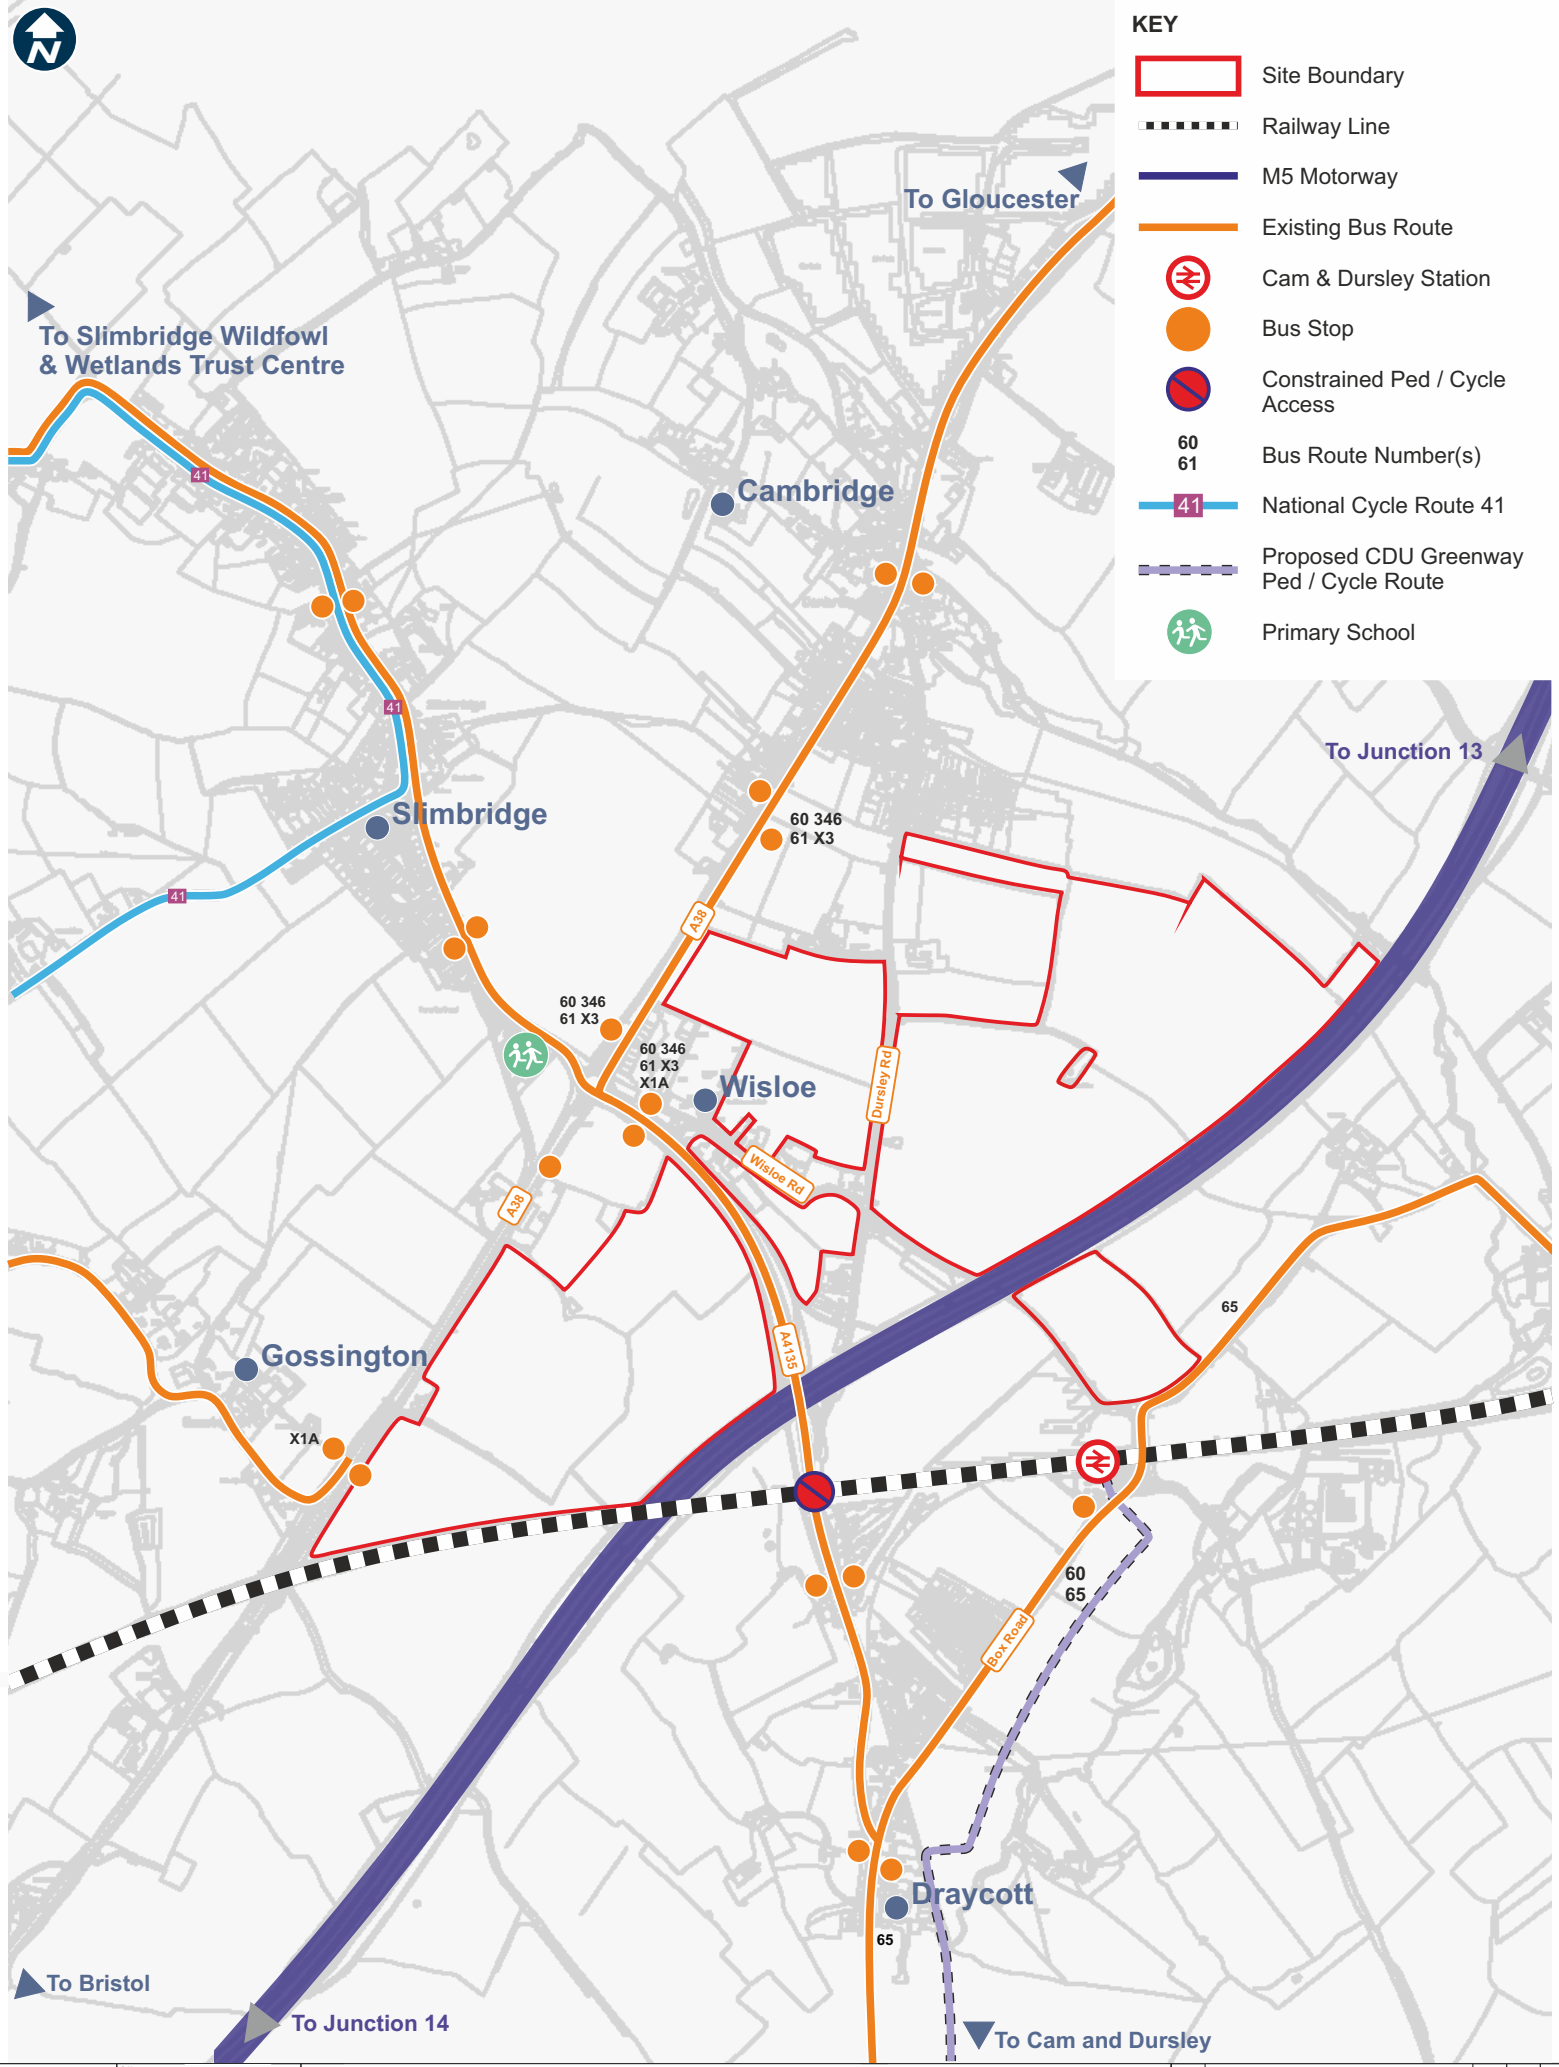 N
KEY
Site Boundary
Railway Line
M5 Motorway
Existing Bus Route
Cam & Dursley Station
Bus Stop
Constrained Ped / Cycle
Access
60
61
Bus Route Number(s)
41
National Cycle Route 41
Proposed CDU Greenway
Ped / Cycle Route
Primary School
To Gloucester
To Slimbridge Wildfowl
& Wetlands Trust Centre
41
Cambridge
41
To Junction 13
Slimbridge
60 346
61 X3
41
A38
60 346
61 X3
60 346
61 X3
X1A
Wisloe
Dursley Rd
Wisloe Rd
A38
65
A4135
Gossington
X1A
60
65
Box Road
Draycott
65
To Bristol
To Junction 14
To Cam and Dursley